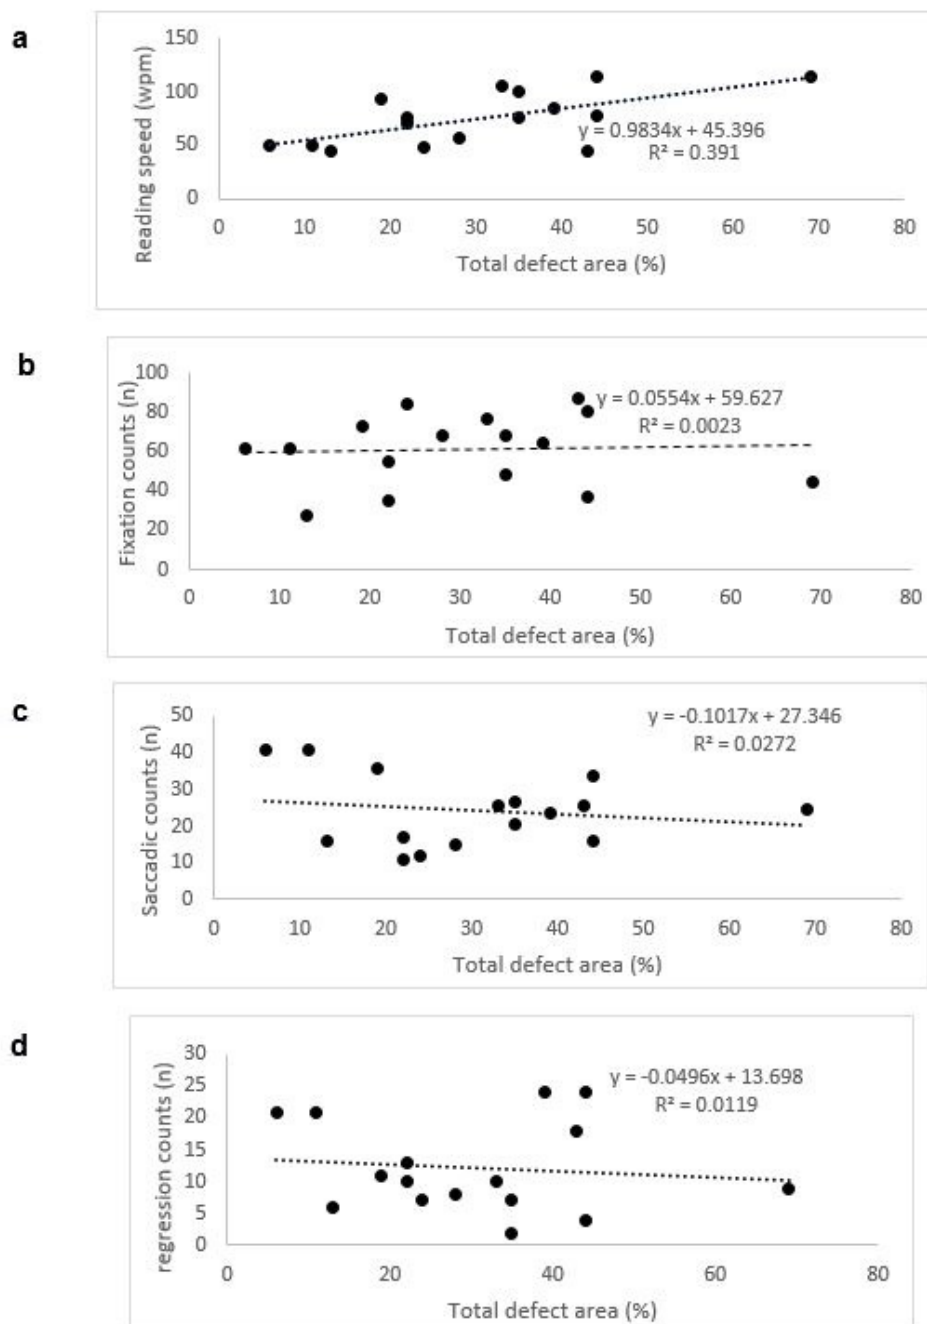 a
Reading speed (wpm)
150
100
50
0
y = 0.9834x + 45.396
R² = 0.391
0 10 20 30 40 50 60 70 80
Total defect area (%)
b
Fixation counts (n)
100
80
60
40
20
0
y = 0.0554x + 59.627
R² = 0.0023
0 10 20 30 40 50 60 70 80
Total defect area (%)
c
Saccadic counts (n)
50
40
30
20
10
0
y = -0.1017x + 27.346
R² = 0.0272
0 10 20 30 40 50 60 70 80
Total defect area (%)
d
regression counts (n)
30
25
20
15
10
5
0
y = -0.0496x + 13.698
R² = 0.0119
0 20 40 60 80
Total defect area (%)